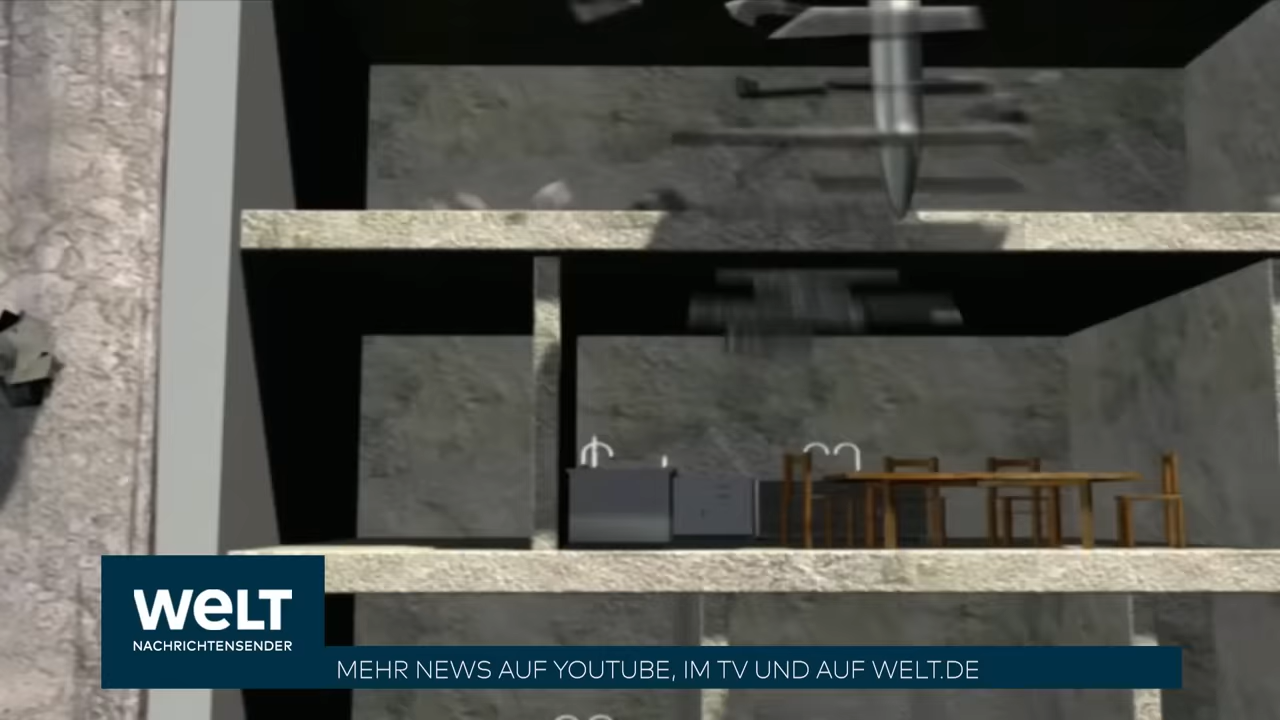 WELT
NACHRICHTENSENDER
MEHR NEWS AUF YOUTUBE, IM TV UND AUF WELT.DE